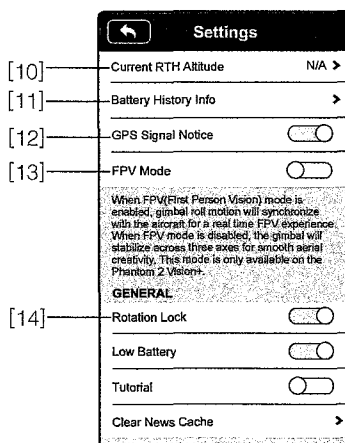 Settings
[10] Current RTH Altitude N/A >
[11] Battery History Info >
[12] GPS Signal Notice
[13] FPV Mode
When FPV(First Person Vision) mode is
enabled, gimbal roll motion will synchronize
with the aircraft for a real time FPV experience.
When FPV mode is disabled, the gimbal will
stabilize across three axes for smooth aerial
creativity. This mode is only available on the
Phantom 2 Vision+.
GENERAL
[14] Rotation Lock
Low Battery
Tutorial
Clear News Cache >